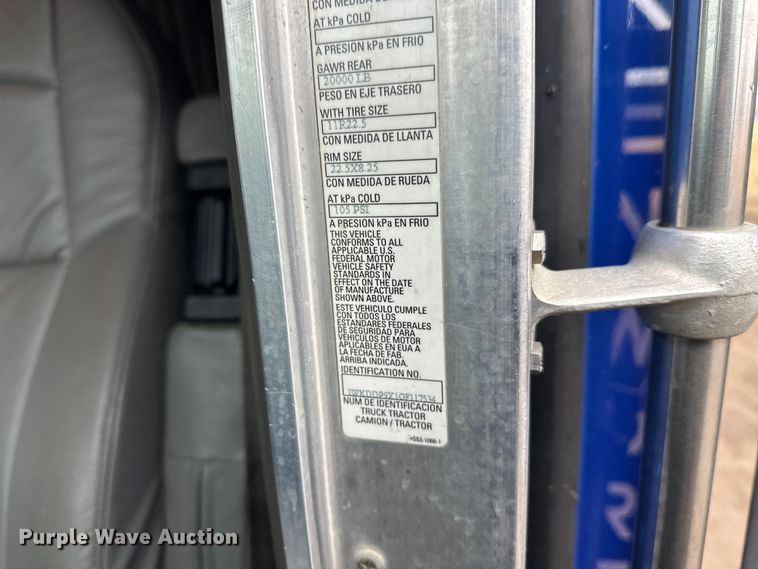 CON MEDIDA DE
AT kPa COLD
A PRESION kPa EN FRIO
GAWR REAR
20000 LB
PESO EN EJE TRASERO
WITH TIRE SIZE
11R22.5
CON MEDIDA DE LLANTA
RIM SIZE
22.5X8.25
CON MEDIDA DE RUEDA
AT kPa COLD
105 PSI
A PRESION kPa EN FRIO
THIS VEHICLE
CONFORMS TO ALL
APPLICABLE U.S.
FEDERAL MOTOR
VEHICLE SAFETY
STANDARDS IN
EFFECT ON THE DATE
OF MANUFACTURE
SHOWN ABOVE.
ESTE VEHICULO CUMPLE
CON TODOS LOS
ESTANDARES FEDERALES
DE SEGURIDAD PARA
VEHICULOS DE MOTOR
APLICABLES EN EUA A
LA FECHA DE FAB.
ARRIBA INDICADA.
IDENTIFICATION NO.
NUM DE IDENTIFICACION
TRUCK TRACTOR
CAMION / TRACTOR
Purple Wave Auction